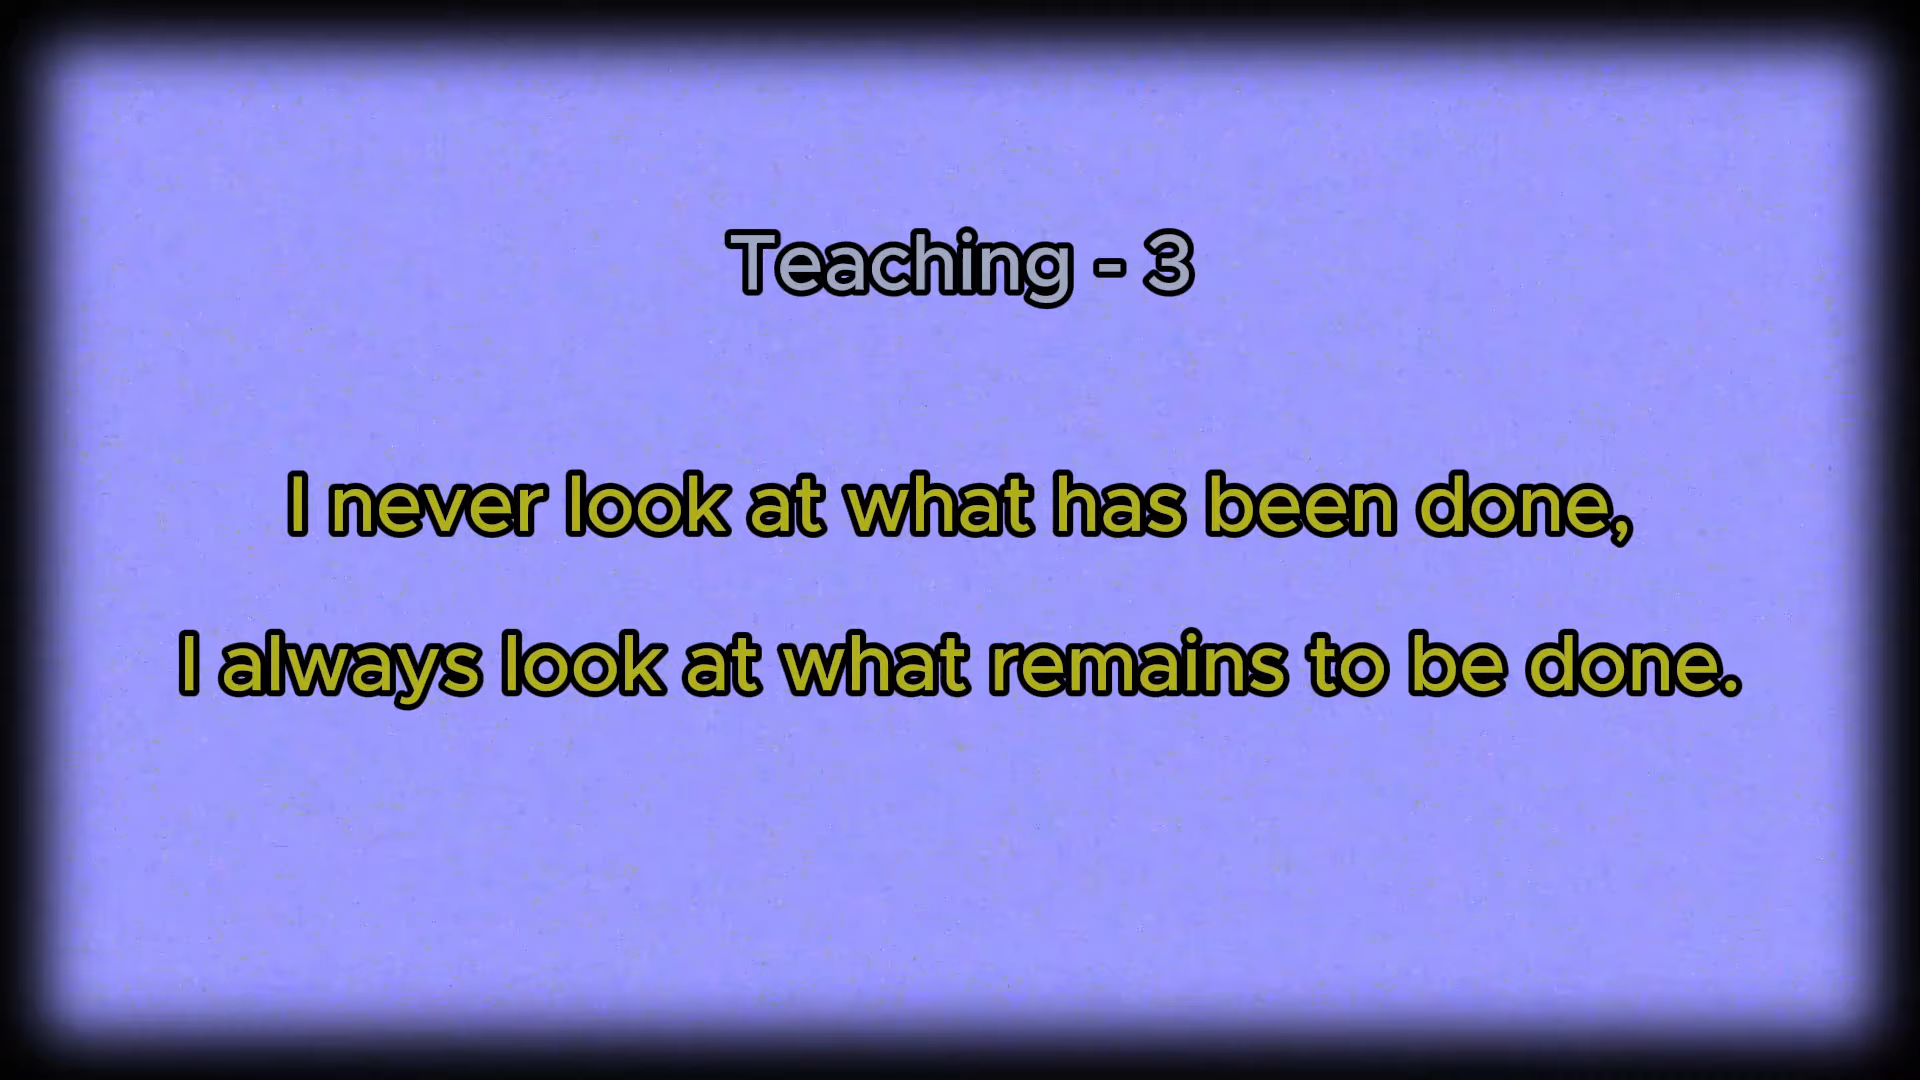 Teaching - 3
I never look at what has been done,
I always look at what remains to be done.